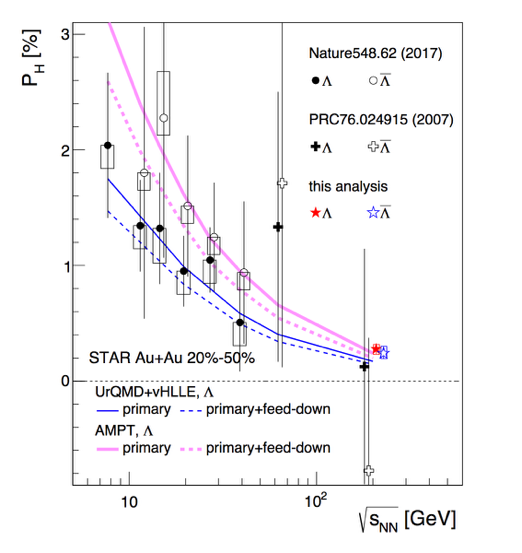 P_H [%]
3
2
1
0
Nature548.62 (2017)
Λ Λ̅
PRC76.024915 (2007)
Λ Λ̅
this analysis
Λ Λ̅
STAR Au+Au 20%-50%
UrQMD+vHLLE, Λ
primary primary+feed-down
AMPT, Λ
primary primary+feed-down
10 10²
√s_NN [GeV]